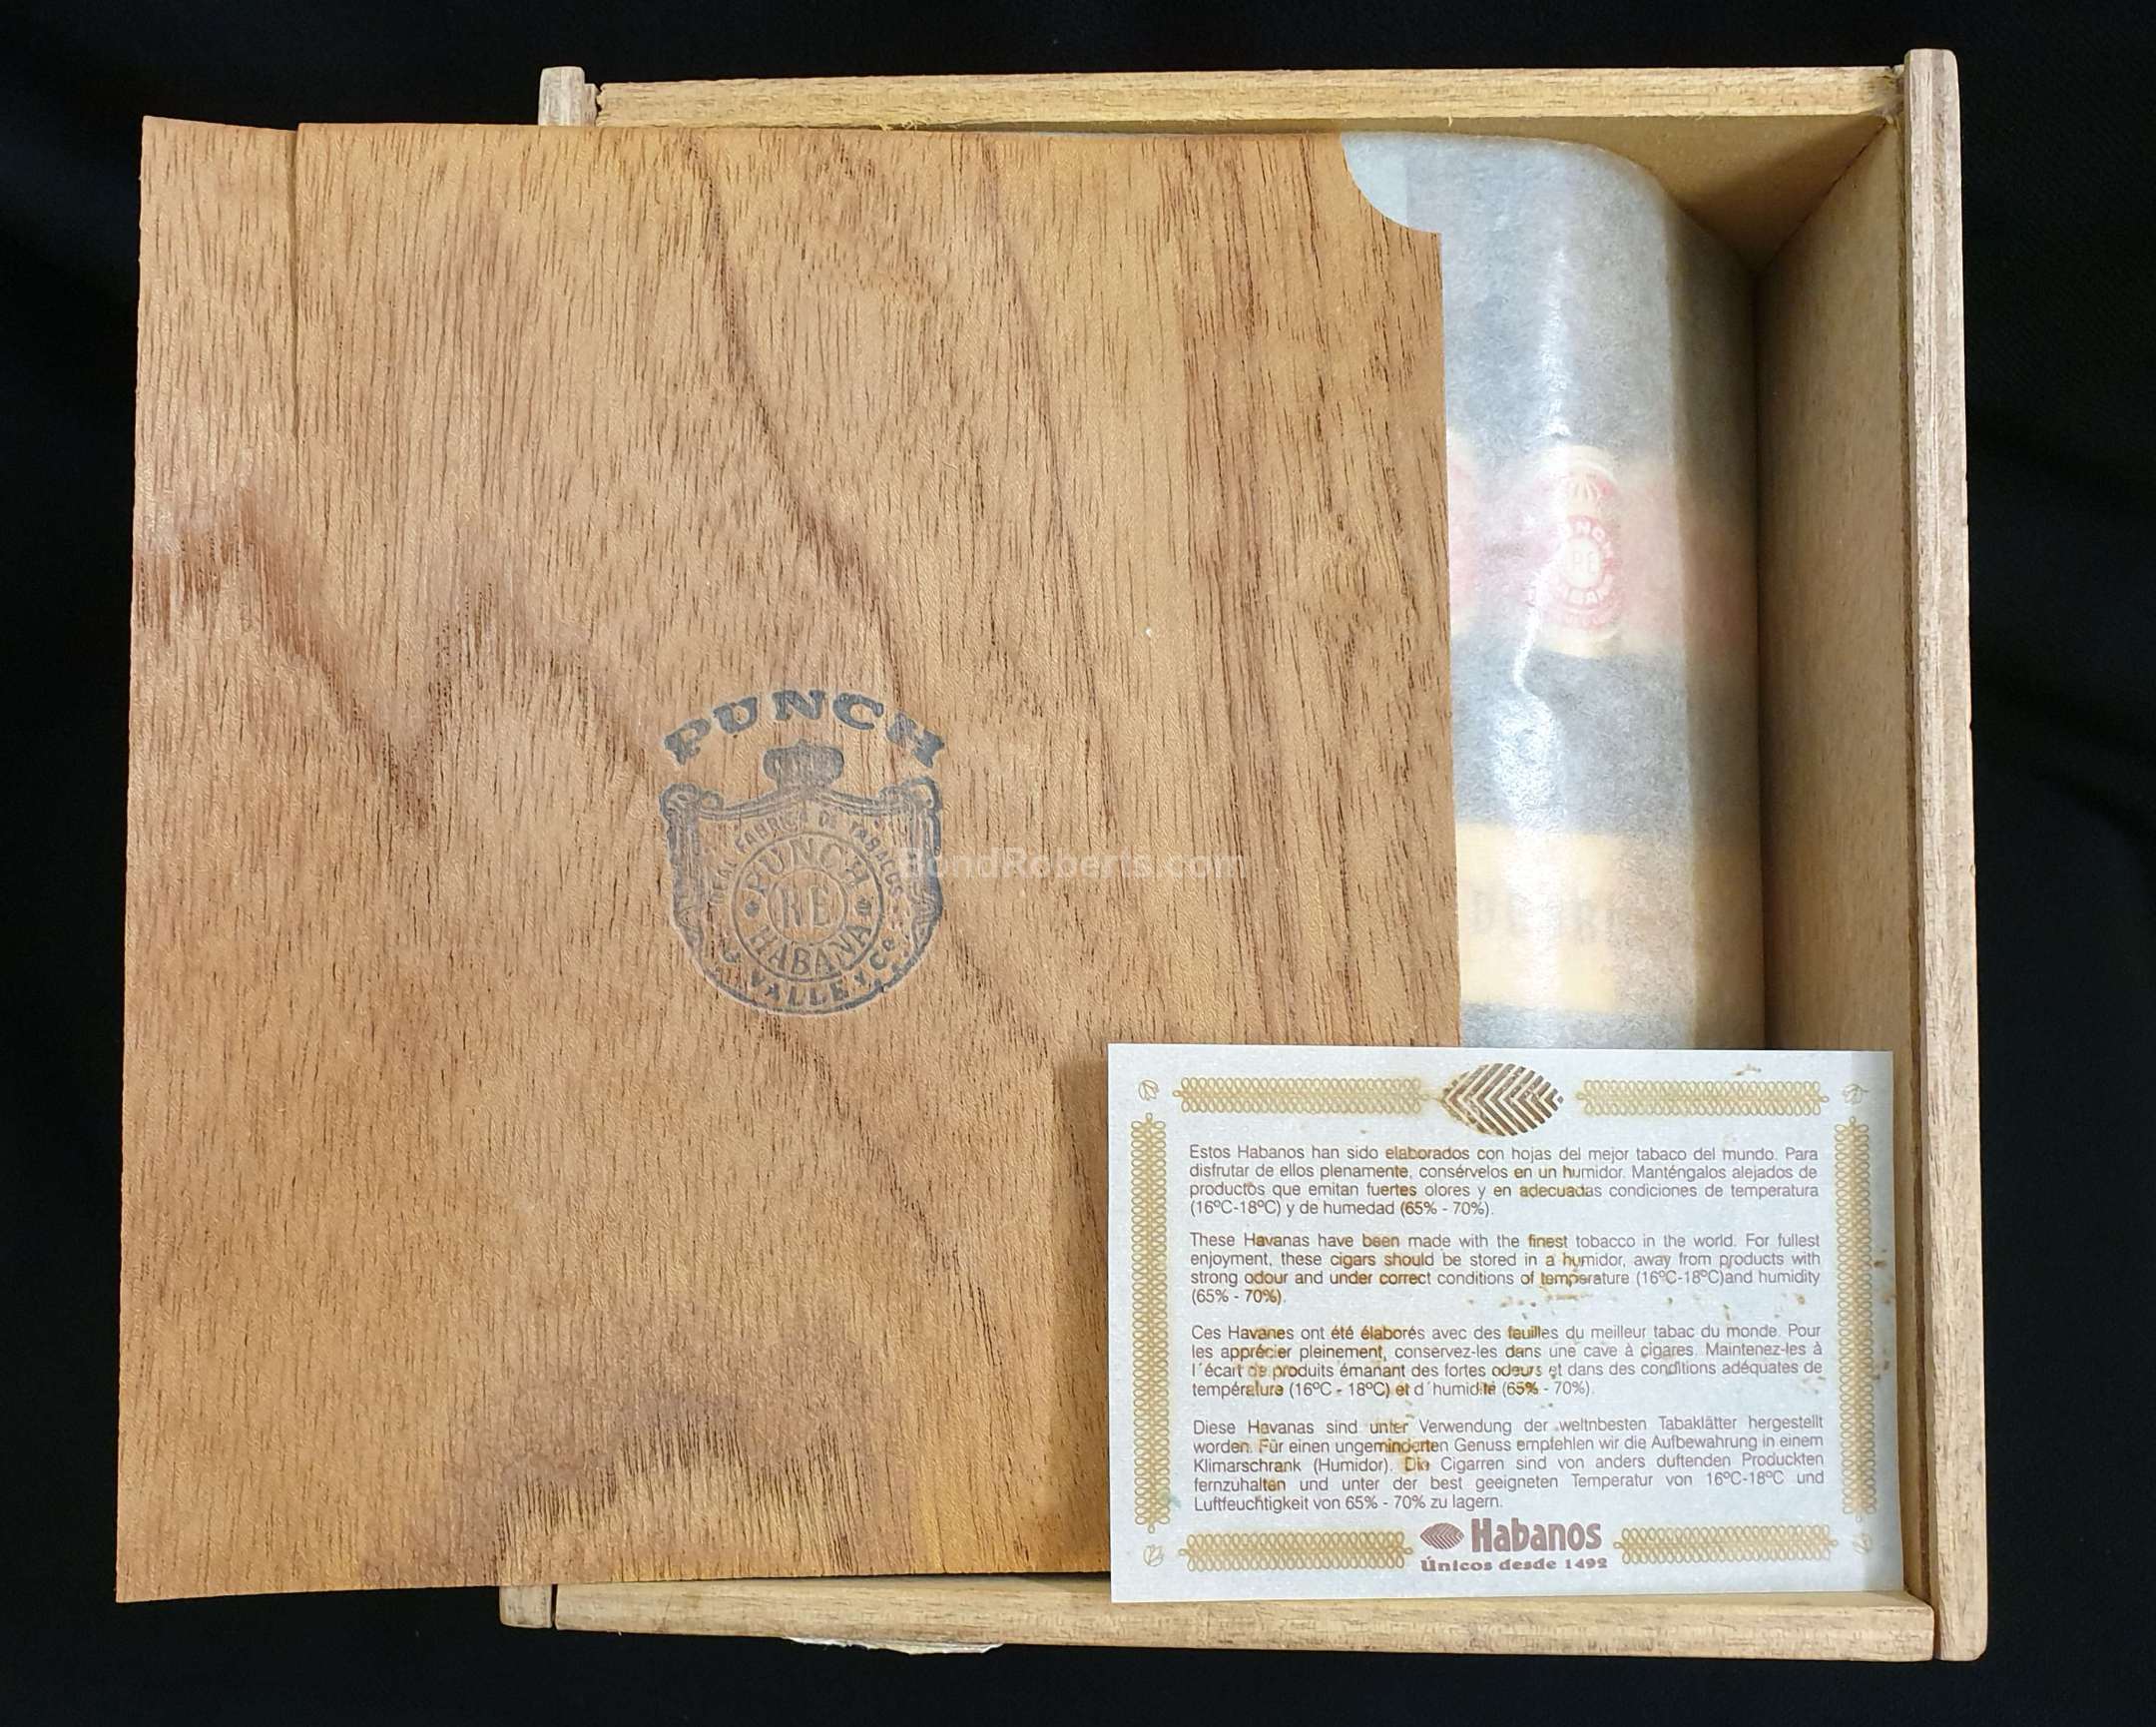 PUNCH
REAL FABRICA DE TABACOS
PUNCH
RE
HABANA
VALLE Y Co
BondRoberts.com
Estos Habanos han sido elaborados con hojas del mejor tabaco del mundo. Para
disfrutar de ellos plenamente, consérvelos en un humidor. Manténgalos alejados de
productos que emitan fuertes olores y en adecuadas condiciones de temperatura
(16ºC-18ºC) y de humedad (65% - 70%).
These Havanas have been made with the finest tobacco in the world. For fullest
enjoyment, these cigars should be stored in a humidor, away from products with
strong odour and under correct conditions of temperature (16ºC-18ºC)and humidity
(65% - 70%).
Ces Havanes ont été élaborés avec des feuilles du meilleur tabac du monde. Pour
les apprécier pleinement, conservez-les dans une cave à cigares. Maintenez-les à
l´écart de produits émanant des fortes odeurs et dans des conditions adéquates de
température (16ºC - 18ºC) et d´humidité (65% - 70%).
Diese Havanas sind unter Verwendung der weltnbesten Tabaklätter hergestellt
worden. Für einen ungeminderten Genuss empfehlen wir die Aufbewahrung in einem
Klimarschrank (Humidor). Die Cigarren sind von anders duftenden Produckten
fernzuhalten und unter der best geeigneten Temperatur von 16ºC-18ºC und
Luftfeuchtigkeit von 65% - 70% zu lagern.
Habanos
Únicos desde 1492